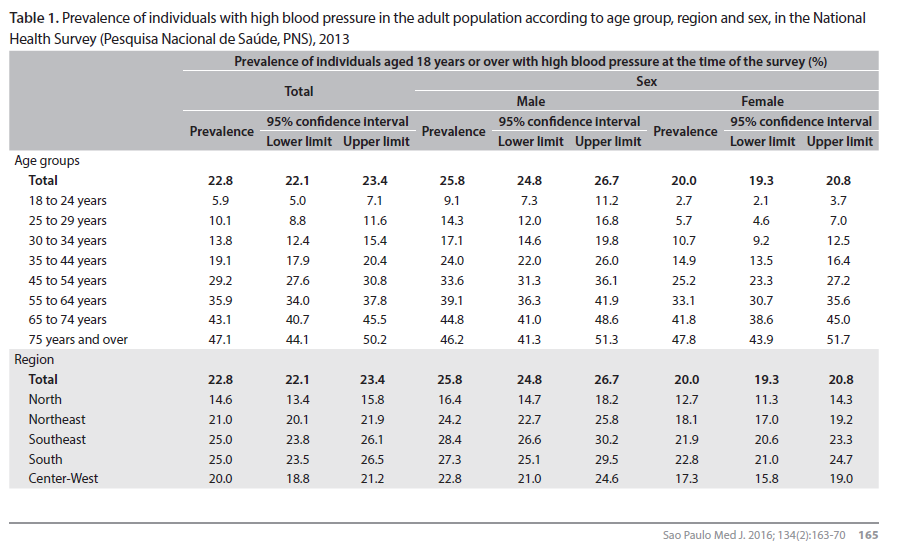 Table 1. Prevalence of individuals with high blood pressure in the adult population according to age group, region and sex, in the National
Health Survey (Pesquisa Nacional de Saúde, PNS), 2013
Prevalence of individuals aged 18 years or over with high blood pressure at the time of the survey (%)
Total Sex
Male Female
Prevalence 95% confidence interval Prevalence 95% confidence interval Prevalence 95% confidence interval
Lower limit Upper limit Lower limit Upper limit Lower limit Upper limit
Age groups
Total 22.8 22.1 23.4 25.8 24.8 26.7 20.0 19.3 20.8
18 to 24 years 5.9 5.0 7.1 9.1 7.3 11.2 2.7 2.1 3.7
25 to 29 years 10.1 8.8 11.6 14.3 12.0 16.8 5.7 4.6 7.0
30 to 34 years 13.8 12.4 15.4 17.1 14.6 19.8 10.7 9.2 12.5
35 to 44 years 19.1 17.9 20.4 24.0 22.0 26.0 14.9 13.5 16.4
45 to 54 years 29.2 27.6 30.8 33.6 31.3 36.1 25.2 23.3 27.2
55 to 64 years 35.9 34.0 37.8 39.1 36.3 41.9 33.1 30.7 35.6
65 to 74 years 43.1 40.7 45.5 44.8 41.0 48.6 41.8 38.6 45.0
75 years and over 47.1 44.1 50.2 46.2 41.3 51.3 47.8 43.9 51.7
Region
Total 22.8 22.1 23.4 25.8 24.8 26.7 20.0 19.3 20.8
North 14.6 13.4 15.8 16.4 14.7 18.2 12.7 11.3 14.3
Northeast 21.0 20.1 21.9 24.2 22.7 25.8 18.1 17.0 19.2
Southeast 25.0 23.8 26.1 28.4 26.6 30.2 21.9 20.6 23.3
South 25.0 23.5 26.5 27.3 25.1 29.5 22.8 21.0 24.7
Center-West 20.0 18.8 21.2 22.8 21.0 24.6 17.3 15.8 19.0
Sao Paulo Med J. 2016; 134(2):163-70 165